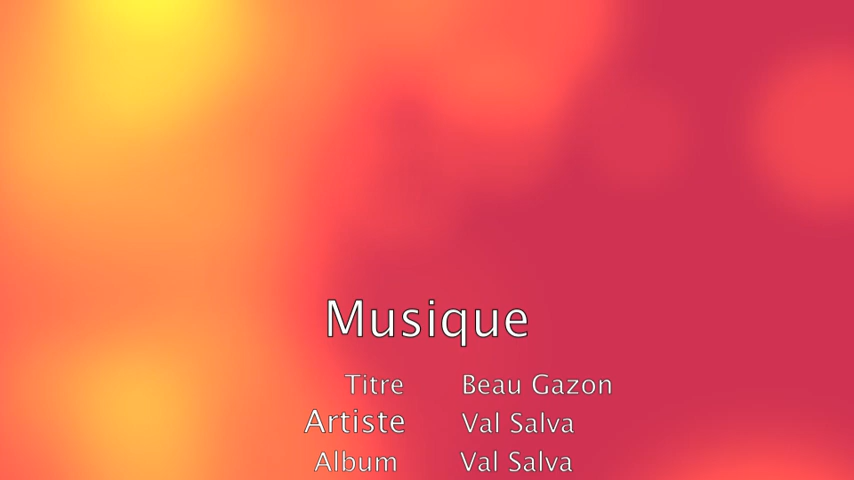 Musique
Titre Beau Gazon
Artiste Val Salva
Album Val Salva